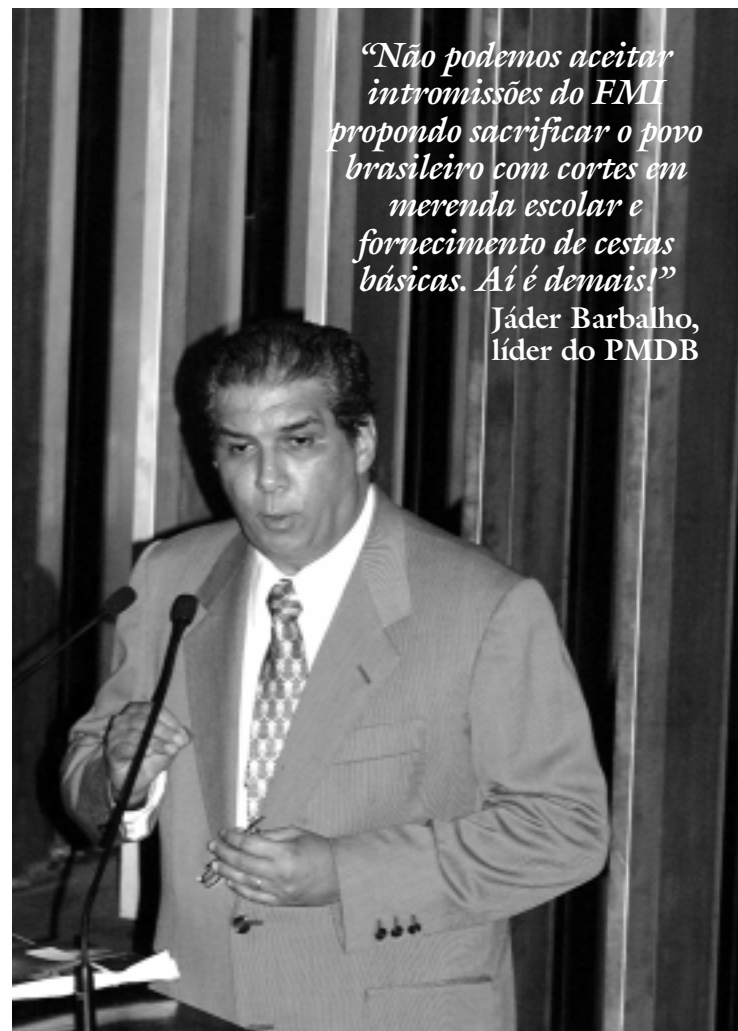 “Não podemos aceitar
intromissões do FMI
propondo sacrificar o povo
brasileiro com cortes em
merenda escolar e
fornecimento de cestas
básicas. Aí é demais!”
Jáder Barbalho,
líder do PMDB